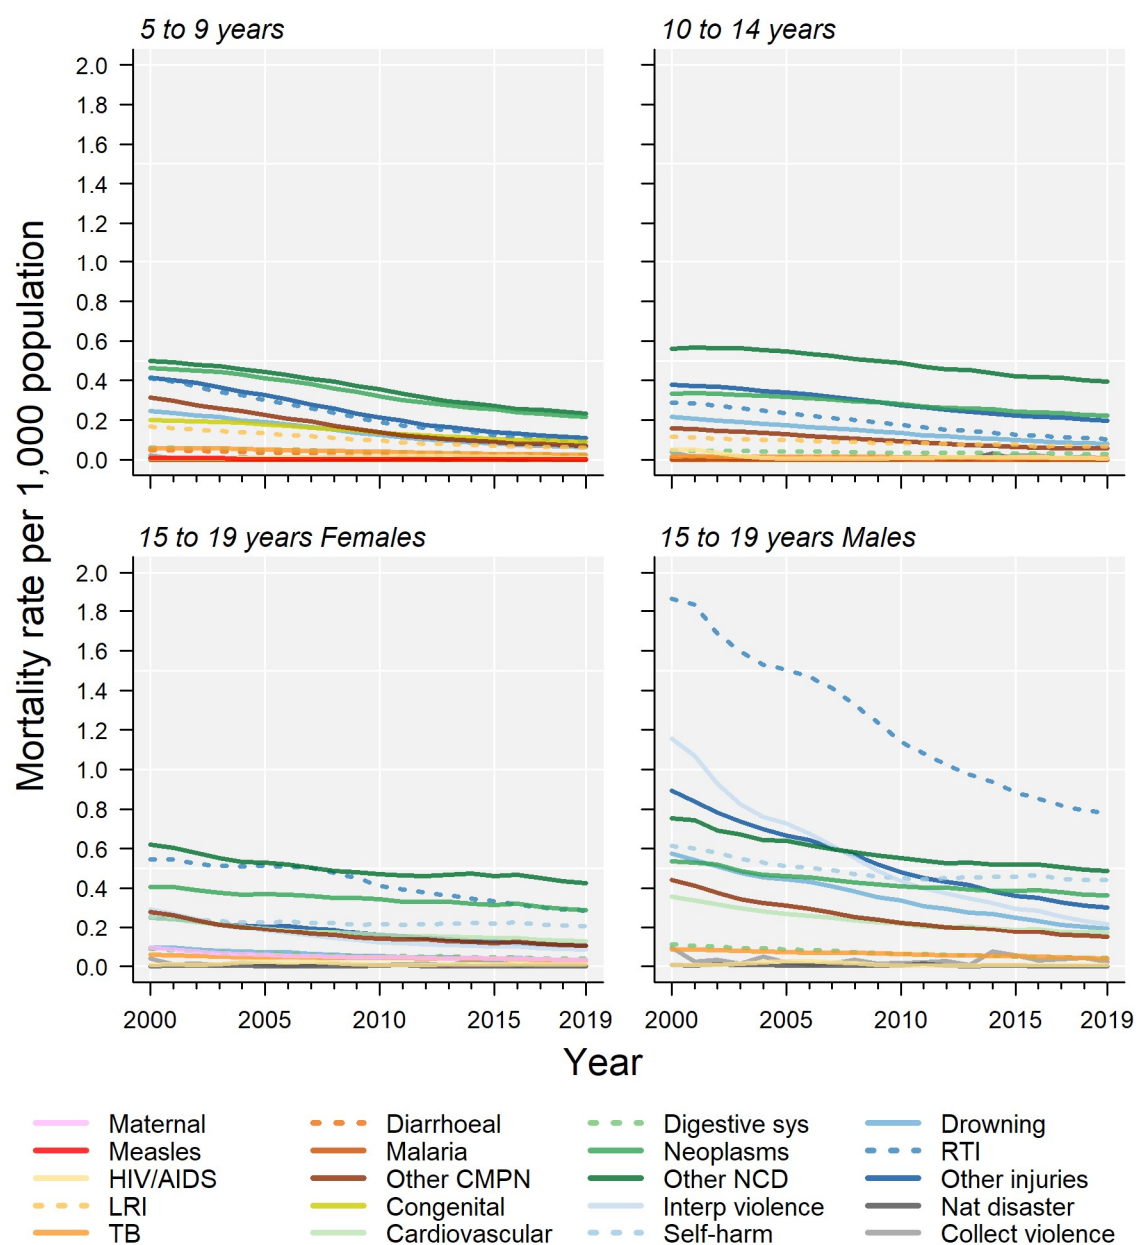 5 to 9 years
10 to 14 years
2.0
1.8
1.6
1.4
1.2
1.0
0.8
0.6
0.4
0.2
0.0
Mortality rate per 1,000 population
15 to 19 years Females
15 to 19 years Males
2.0
1.8
1.6
1.4
1.2
1.0
0.8
0.6
0.4
0.2
0.0
2000 2005 2010 2015 2019
2000 2005 2010 2015 2019
Year
Maternal Diarrhoeal Digestive sys Drowning
Measles Malaria Neoplasms RTI
HIV/AIDS Other CMPN Other NCD Other injuries
LRI Congenital Interp violence Nat disaster
TB Cardiovascular Self-harm Collect violence